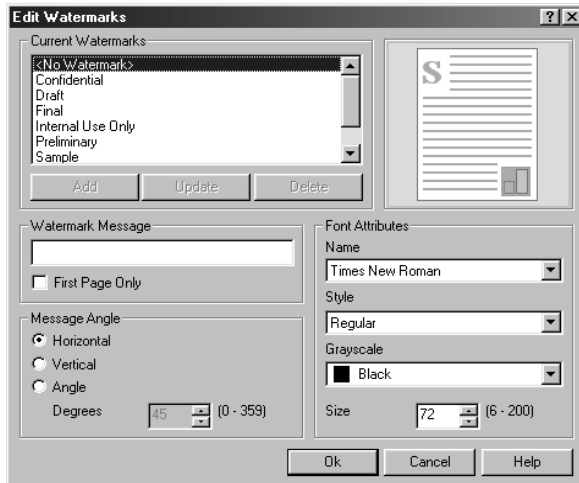 Edit Watermarks
Current Watermarks
<No Watermark>
Confidential
Draft
Final
Internal Use Only
Preliminary
Sample
Add Update Delete
S
Watermark Message
First Page Only
Message Angle
Horizontal
Vertical
Angle
Degrees 45 (0 - 359)
Font Attributes
Name
Times New Roman
Style
Regular
Grayscale
Black
Size 72 (6 - 200)
Ok Cancel Help